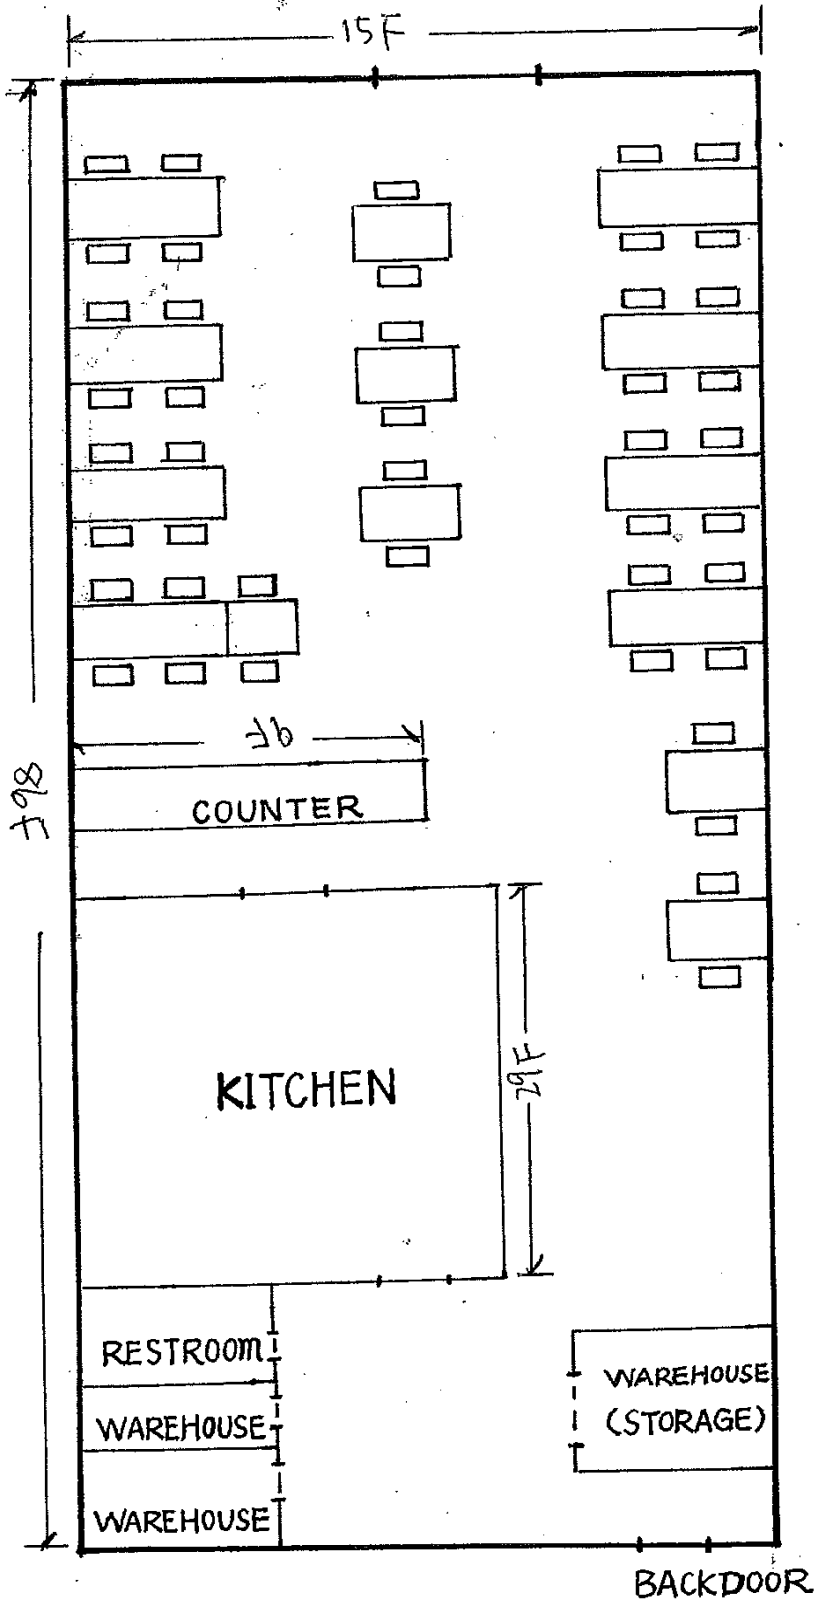 15F
9F
86F
COUNTER
29F
KITCHEN
RESTROOM
WAREHOUSE
(STORAGE)
WAREHOUSE
WAREHOUSE
BACKDOOR